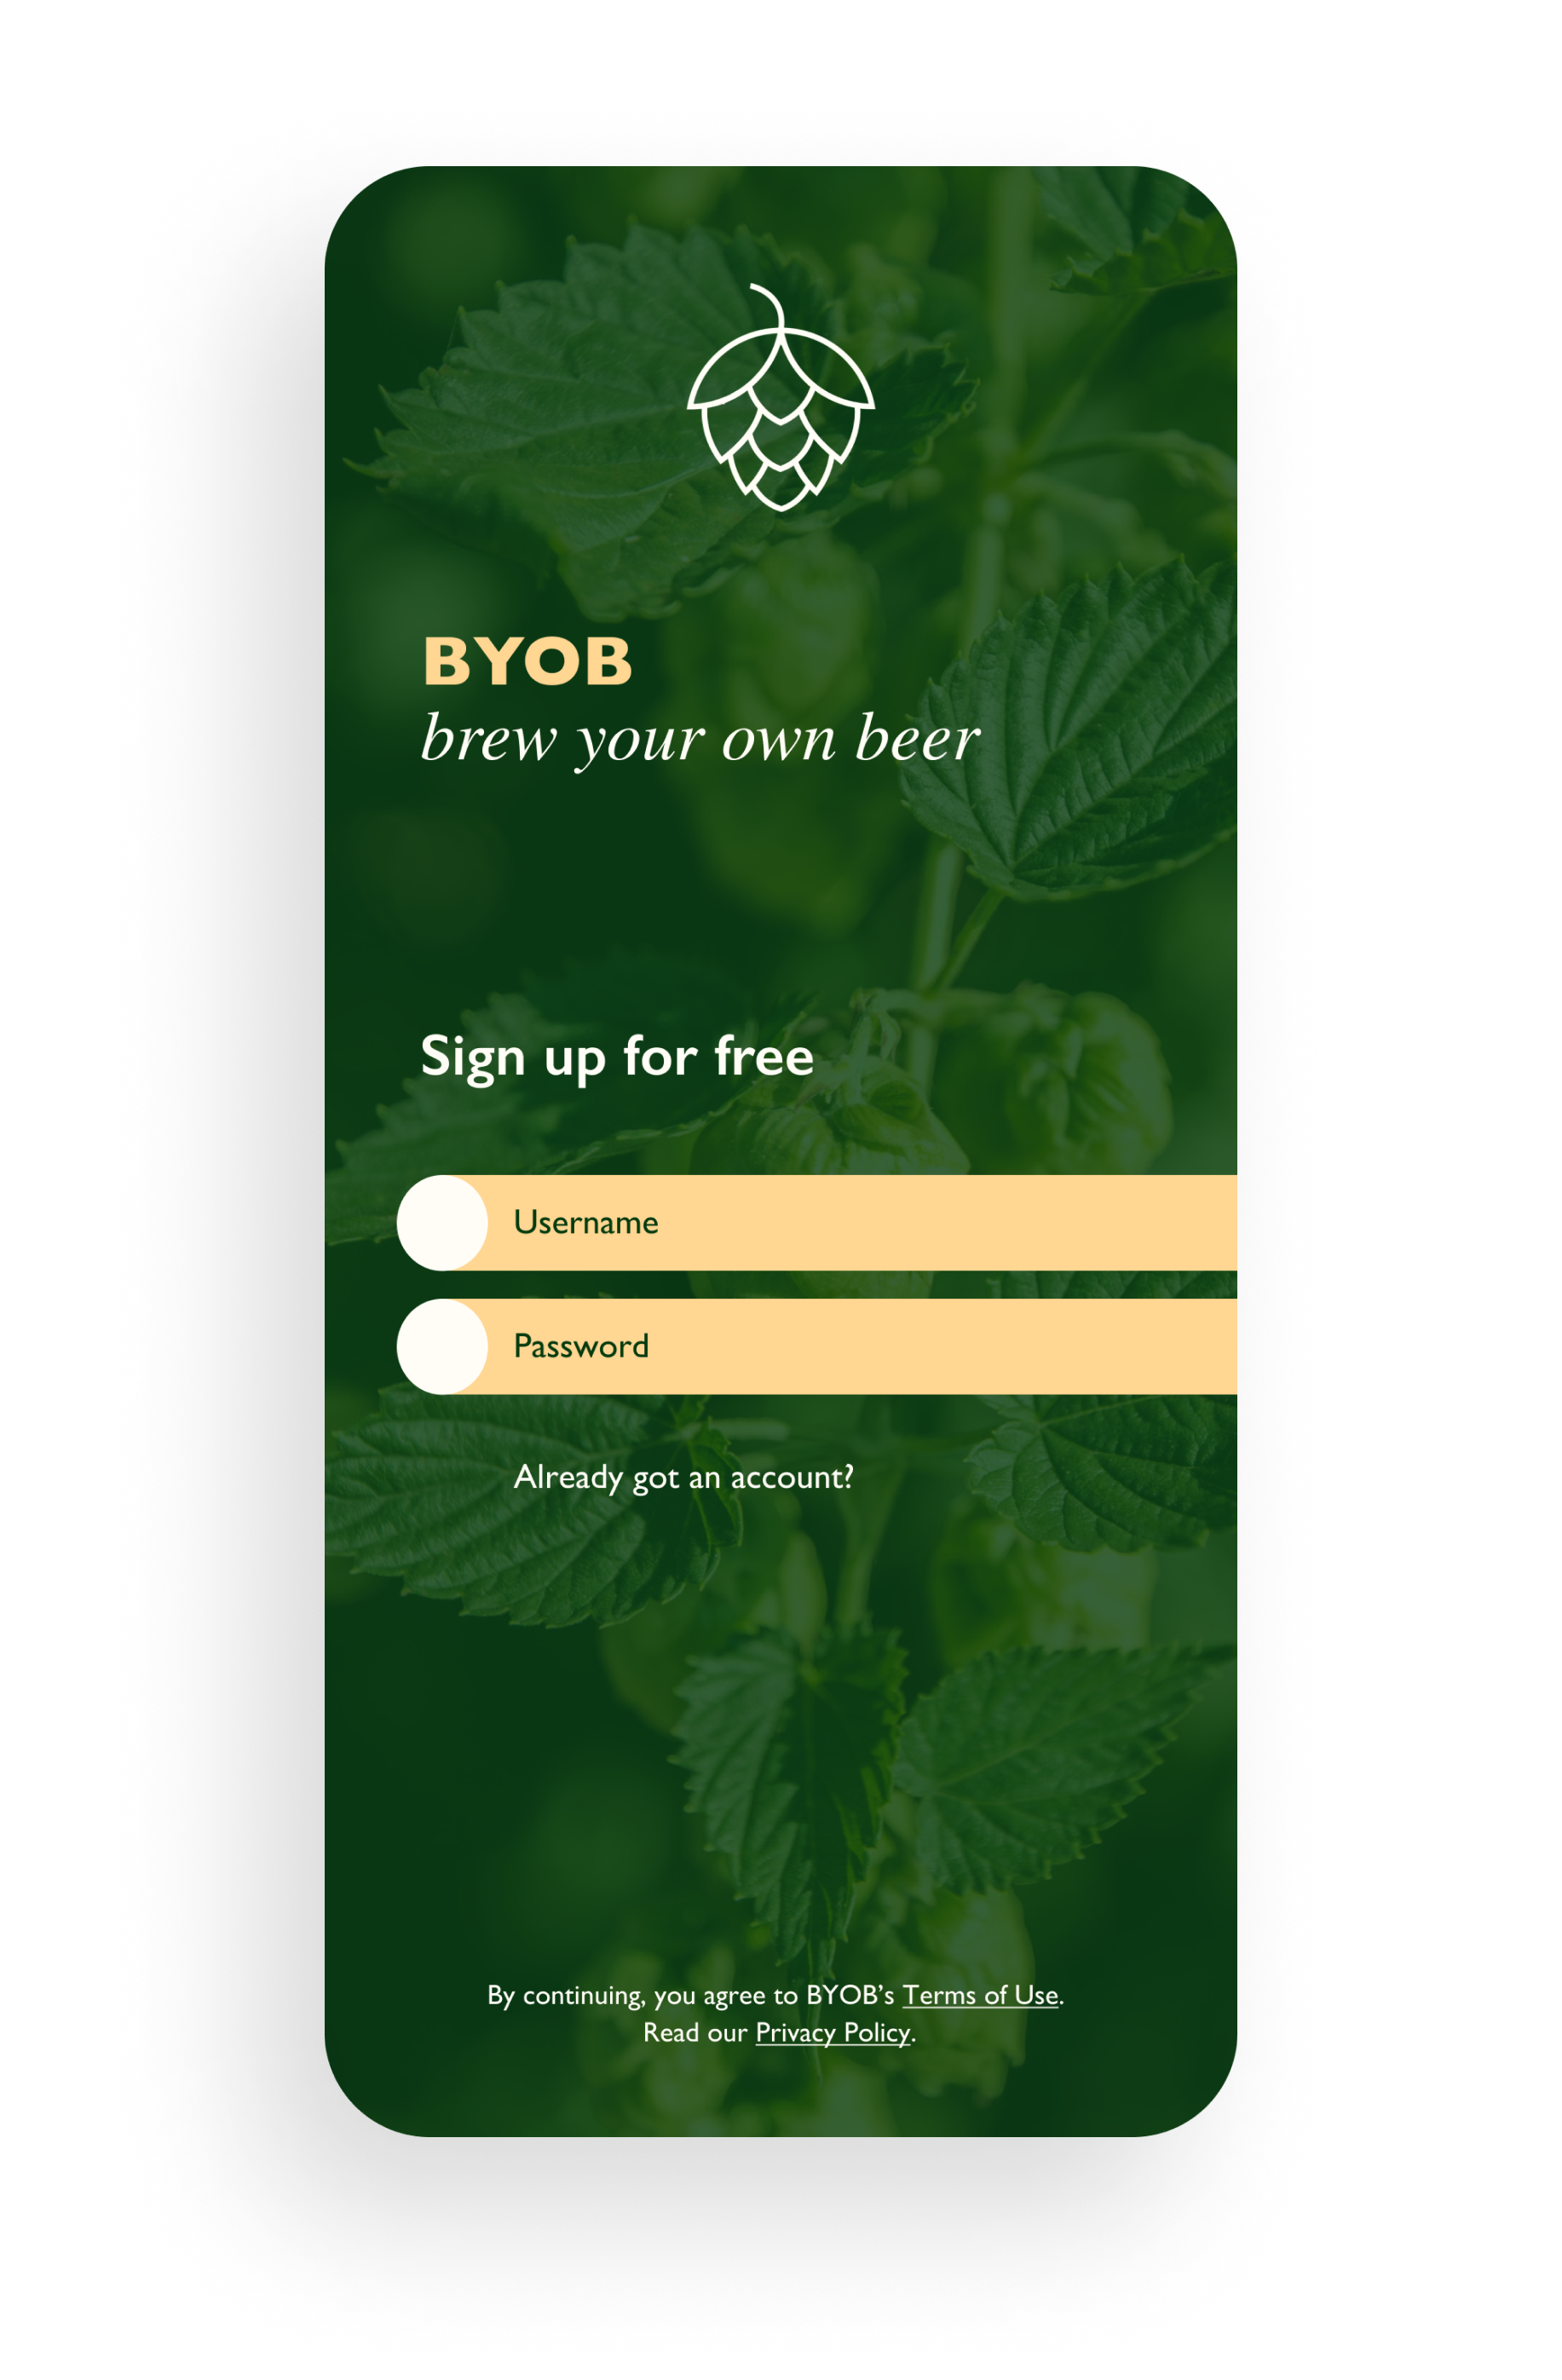 BYOB
brew your own beer
Sign up for free
Username
Password
Already got an account?
By continuing, you agree to BYOB’s Terms of Use.
Read our Privacy Policy.